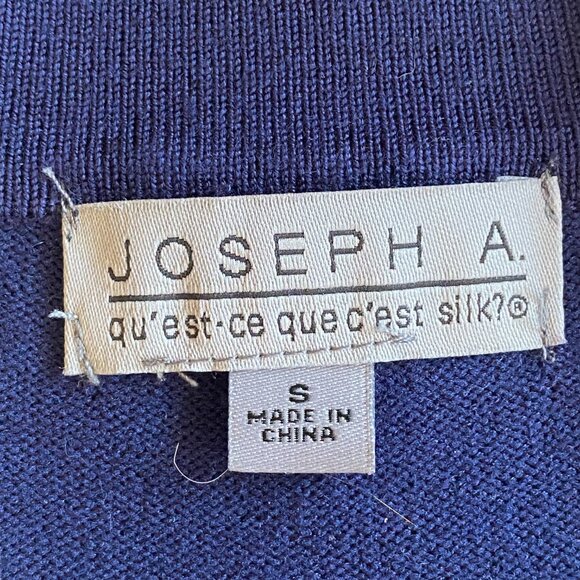 JOSEPH A.
qu'est-ce que c'est silk?®
S
MADE IN
CHINA